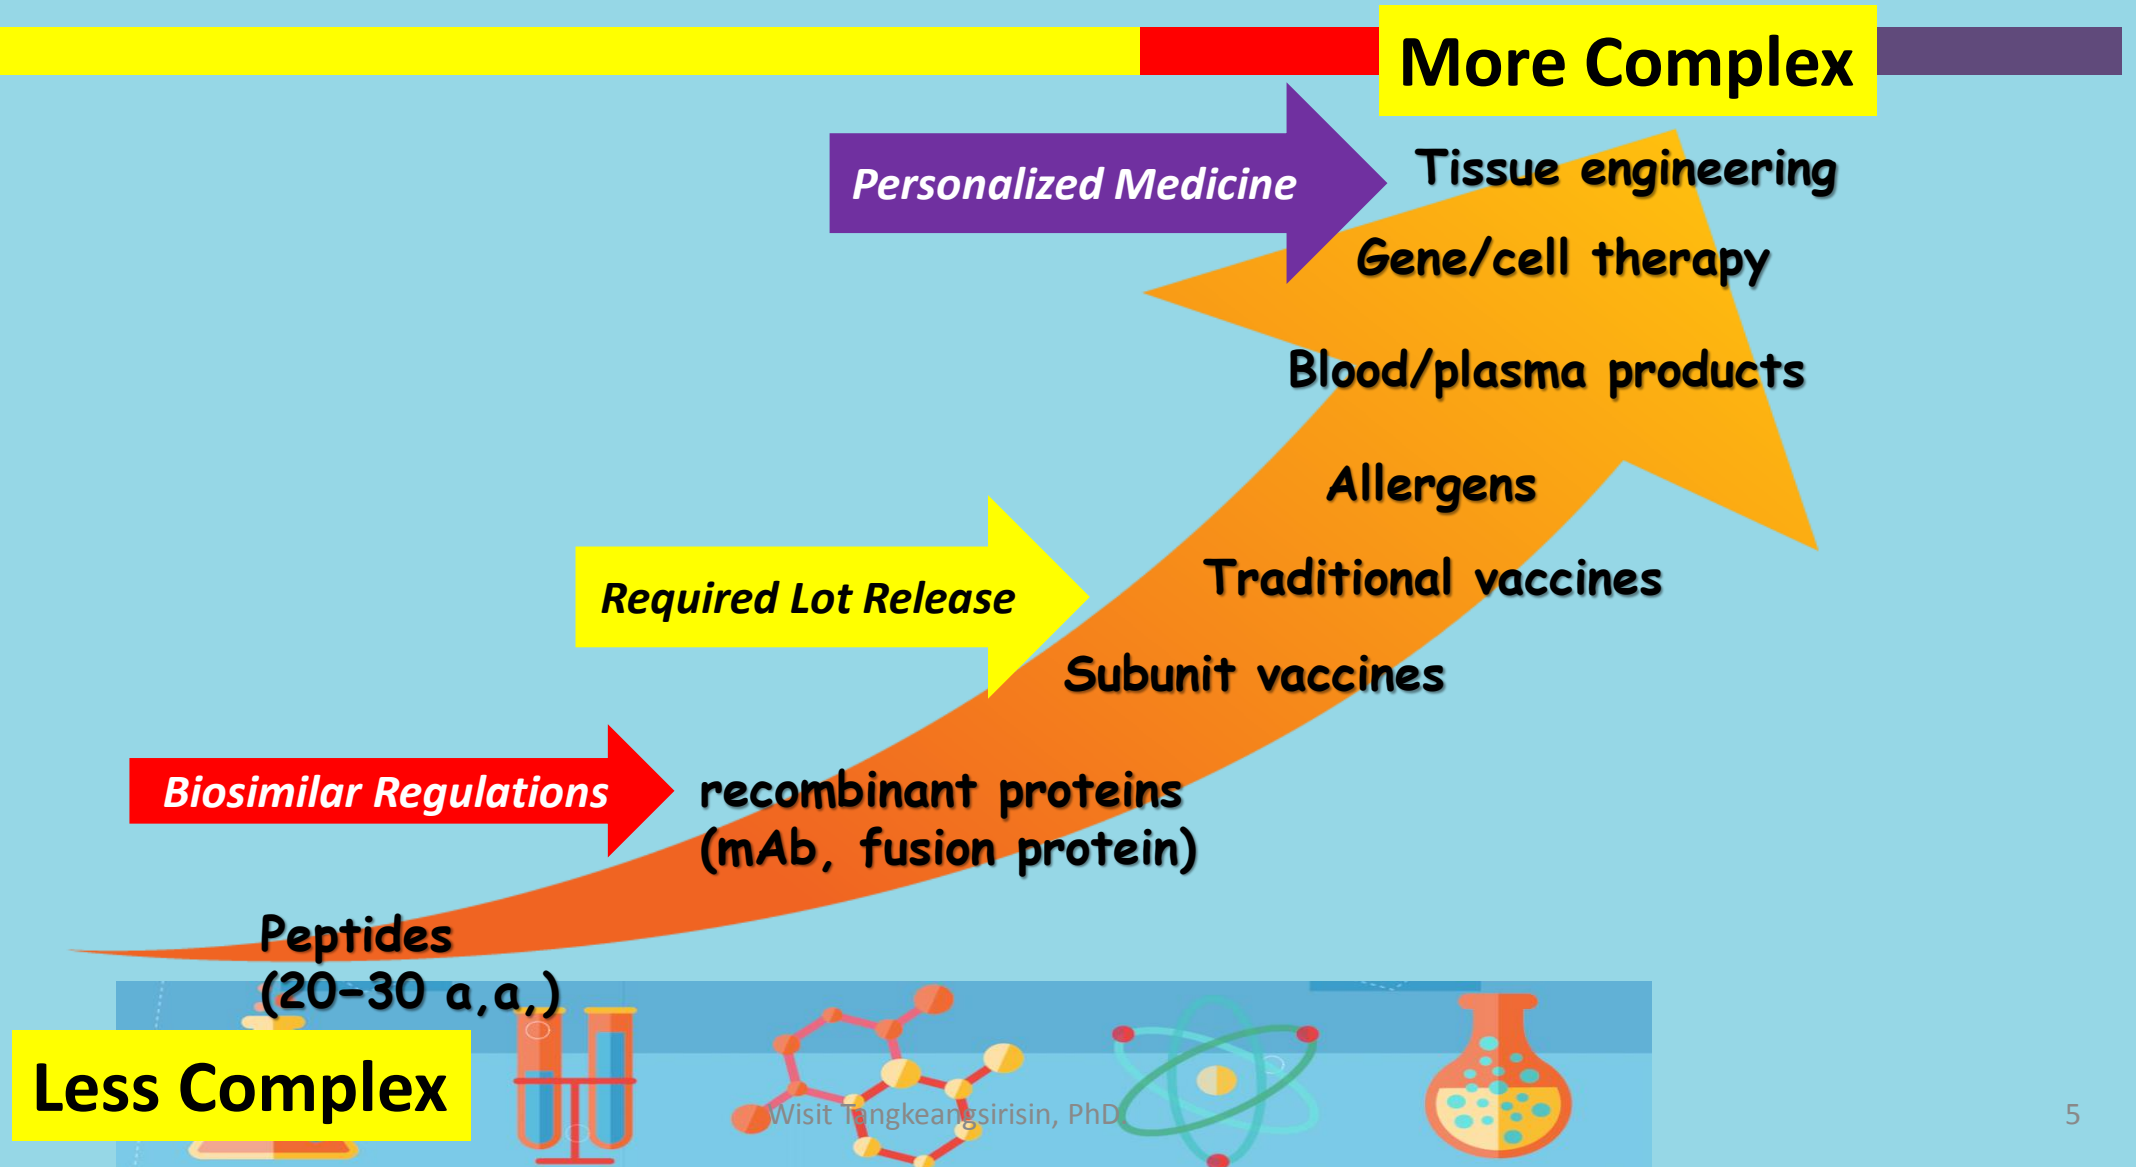 More Complex
Personalized Medicine
Tissue engineering
Gene/cell therapy
Blood/plasma products
Allergens
Required Lot Release
Traditional vaccines
Subunit vaccines
Biosimilar Regulations
recombinant proteins
(mAb, fusion protein)
Peptides
(20-30 a,a,)
Less Complex
Wisit Tangkeangsirisin, PhD
5